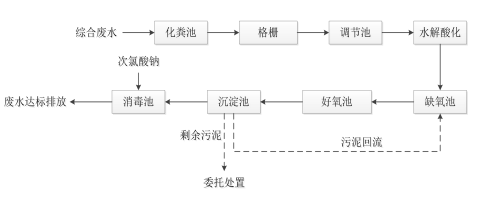 综合废水
化粪池
格栅
调节池
水解酸化
次氯酸钠
废水达标排放
消毒池
沉淀池
好氧池
缺氧池
剩余污泥
污泥回流
委托处置